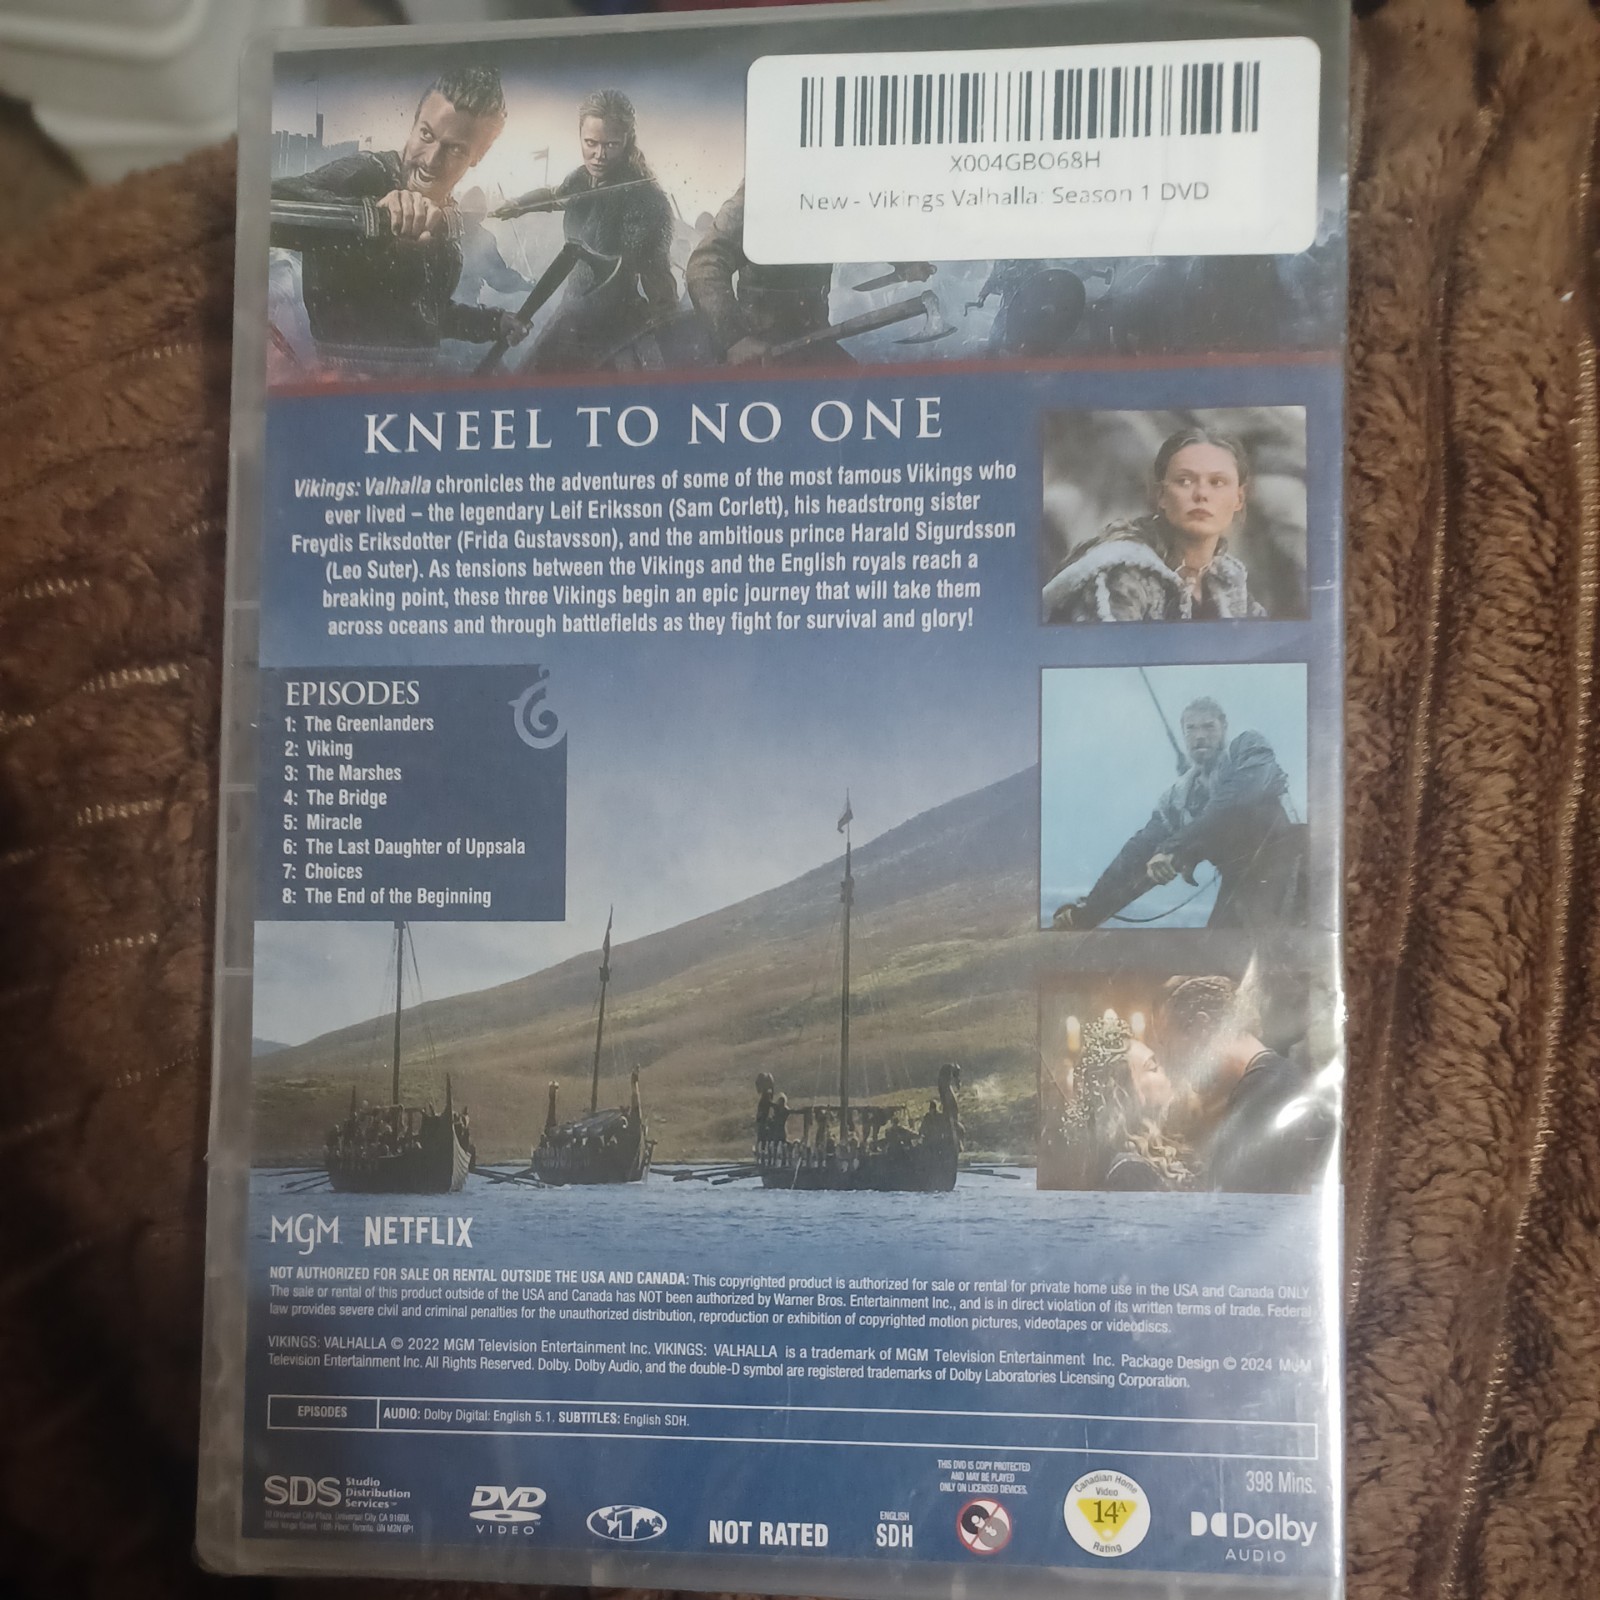 X004GBO68H
New - Vikings Valhalla: Season 1 DVD
KNEEL TO NO ONE
Vikings: Valhalla chronicles the adventures of some of the most famous Vikings who
ever lived – the legendary Leif Eriksson (Sam Corlett), his headstrong sister
Freydis Eriksdotter (Frida Gustavsson), and the ambitious prince Harald Sigurdsson
(Leo Suter). As tensions between the Vikings and the English royals reach a
breaking point, these three Vikings begin an epic journey that will take them
across oceans and through battlefields as they fight for survival and glory!
EPISODES
1: The Greenlanders
2: Viking
3: The Marshes
4: The Bridge
5: Miracle
6: The Last Daughter of Uppsala
7: Choices
8: The End of the Beginning
MGM NETFLIX
NOT AUTHORIZED FOR SALE OR RENTAL OUTSIDE THE USA AND CANADA: This copyrighted product is authorized for sale or rental for private home use in the USA and Canada ONLY.
The sale or rental of this product outside of the USA and Canada has NOT been authorized by Warner Bros. Entertainment Inc., and is in direct violation of its written terms of trade. Federal
law provides severe civil and criminal penalties for the unauthorized distribution, reproduction or exhibition of copyrighted motion pictures, videotapes or videodiscs.
VIKINGS: VALHALLA © 2022 MGM Television Entertainment Inc. VIKINGS: VALHALLA is a trademark of MGM Television Entertainment Inc. Package Design © 2024 MGM
Television Entertainment Inc. All Rights Reserved. Dolby, Dolby Audio, and the double-D symbol are registered trademarks of Dolby Laboratories Licensing Corporation.
EPISODES AUDIO: Dolby Digital: English 5.1. SUBTITLES: English SDH.
SDS Studio
Distribution
Services℠
10 Universal City Plaza, Universal City, CA 91608.
DVD
VIDEO™
1
NOT RATED
ENGLISH
SDH
THIS DVD IS COPY PROTECTED
AND MAY BE PLAYED
ONLY ON LICENSED DEVICES.
Canadian Home
Video
14A
Rating
398 Mins.
Dolby
AUDIO